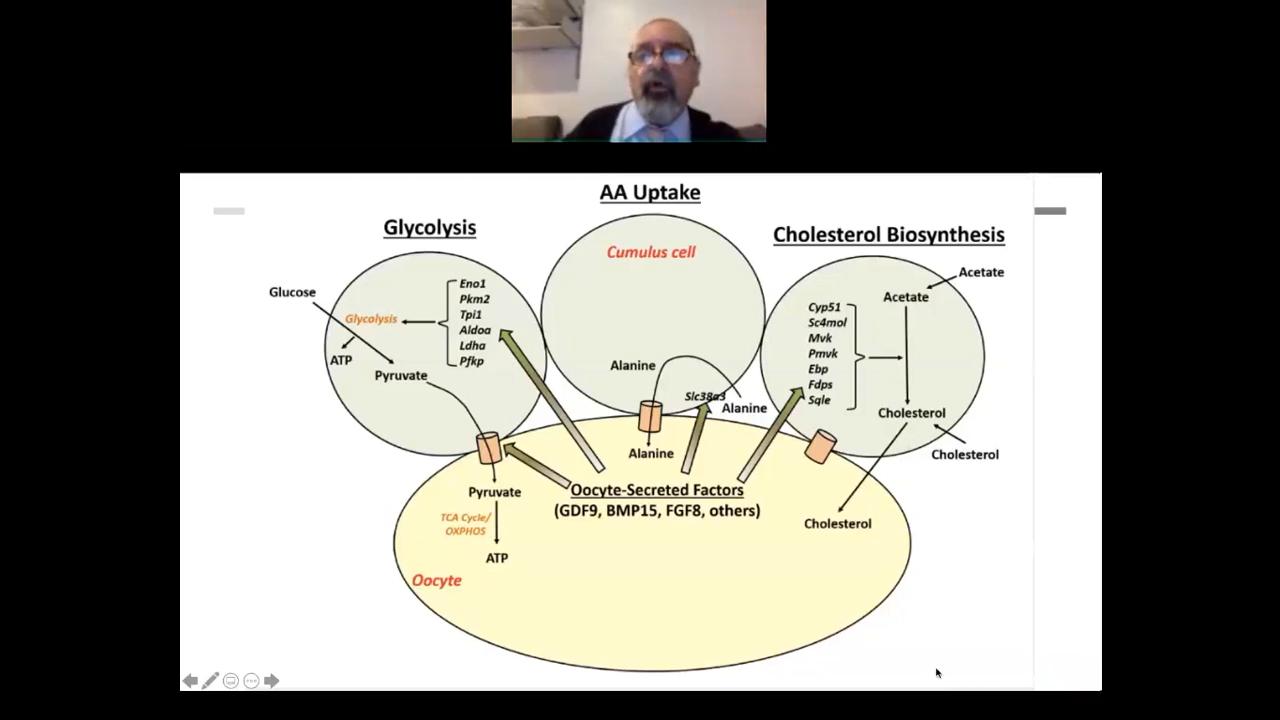 AA Uptake
Glycolysis
Cholesterol Biosynthesis
Cumulus cell
Glucose
Glycolysis
ATP
Pyruvate
Eno1
Pkm2
Tpi1
Aldoa
Ldha
Pfkp
Alanine
Slc38a3
Alanine
Alanine
Acetate
Acetate
Cyp51
Sc4mol
Mvk
Pmvk
Ebp
Fdps
Sqle
Cholesterol
Cholesterol
Cholesterol
Oocyte-Secreted Factors
(GDF9, BMP15, FGF8, others)
Pyruvate
TCA Cycle/
OXPHOS
ATP
Oocyte